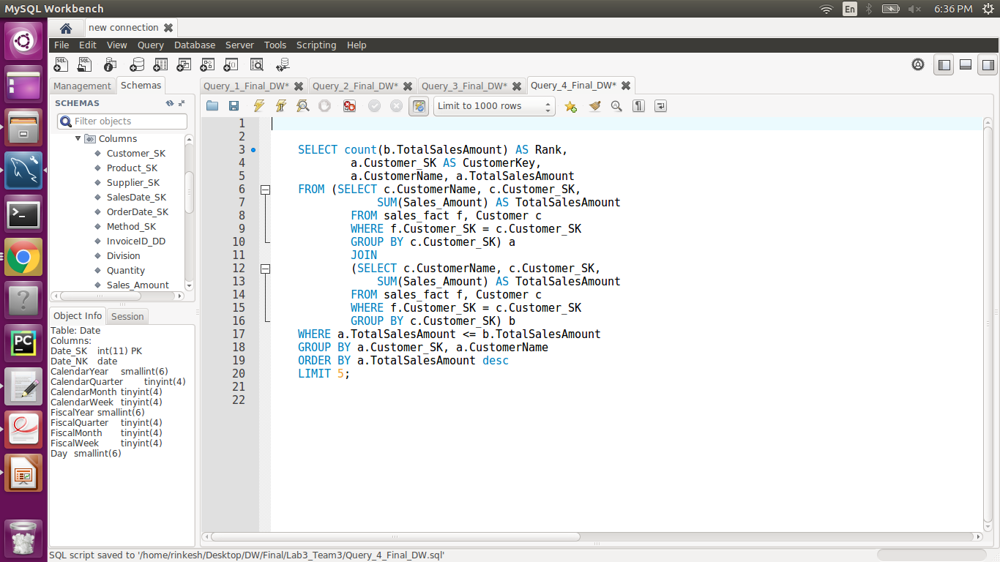 MySQL Workbench
En
6:36 PM
new connection
File Edit View Query Database Server Tools Scripting Help
Management Schemas
SCHEMAS
Filter objects
Columns
Customer_SK
Product_SK
Supplier_SK
SalesDate_SK
OrderDate_SK
Method_SK
InvoiceID_DD
Division
Quantity
Sales_Amount
Object Info Session
Table: Date
Columns:
Date_SK int(11) PK
Date_NK date
CalendarYear smallint(6)
CalendarQuarter tinyint(4)
CalendarMonth tinyint(4)
CalendarWeek tinyint(4)
FiscalYear smallint(6)
FiscalQuarter tinyint(4)
FiscalMonth tinyint(4)
FiscalWeek tinyint(4)
Day smallint(6)
Query_1_Final_DW* Query_2_Final_DW* Query_3_Final_DW* Query_4_Final_DW*
Limit to 1000 rows
1
2
3 SELECT count(b.TotalSalesAmount) AS Rank,
4 a.Customer_SK AS CustomerKey,
5 a.CustomerName, a.TotalSalesAmount
6 FROM (SELECT c.CustomerName, c.Customer_SK,
7 SUM(Sales_Amount) AS TotalSalesAmount
8 FROM sales_fact f, Customer c
9 WHERE f.Customer_SK = c.Customer_SK
10 GROUP BY c.Customer_SK) a
11 JOIN
12 (SELECT c.CustomerName, c.Customer_SK,
13 SUM(Sales_Amount) AS TotalSalesAmount
14 FROM sales_fact f, Customer c
15 WHERE f.Customer_SK = c.Customer_SK
16 GROUP BY c.Customer_SK) b
17 WHERE a.TotalSalesAmount <= b.TotalSalesAmount
18 GROUP BY a.Customer_SK, a.CustomerName
19 ORDER BY a.TotalSalesAmount desc
20 LIMIT 5;
21
22
PC
SQL script saved to '/home/rinkesh/Desktop/DW/Final/Lab3_Team3/Query_4_Final_DW.sql'